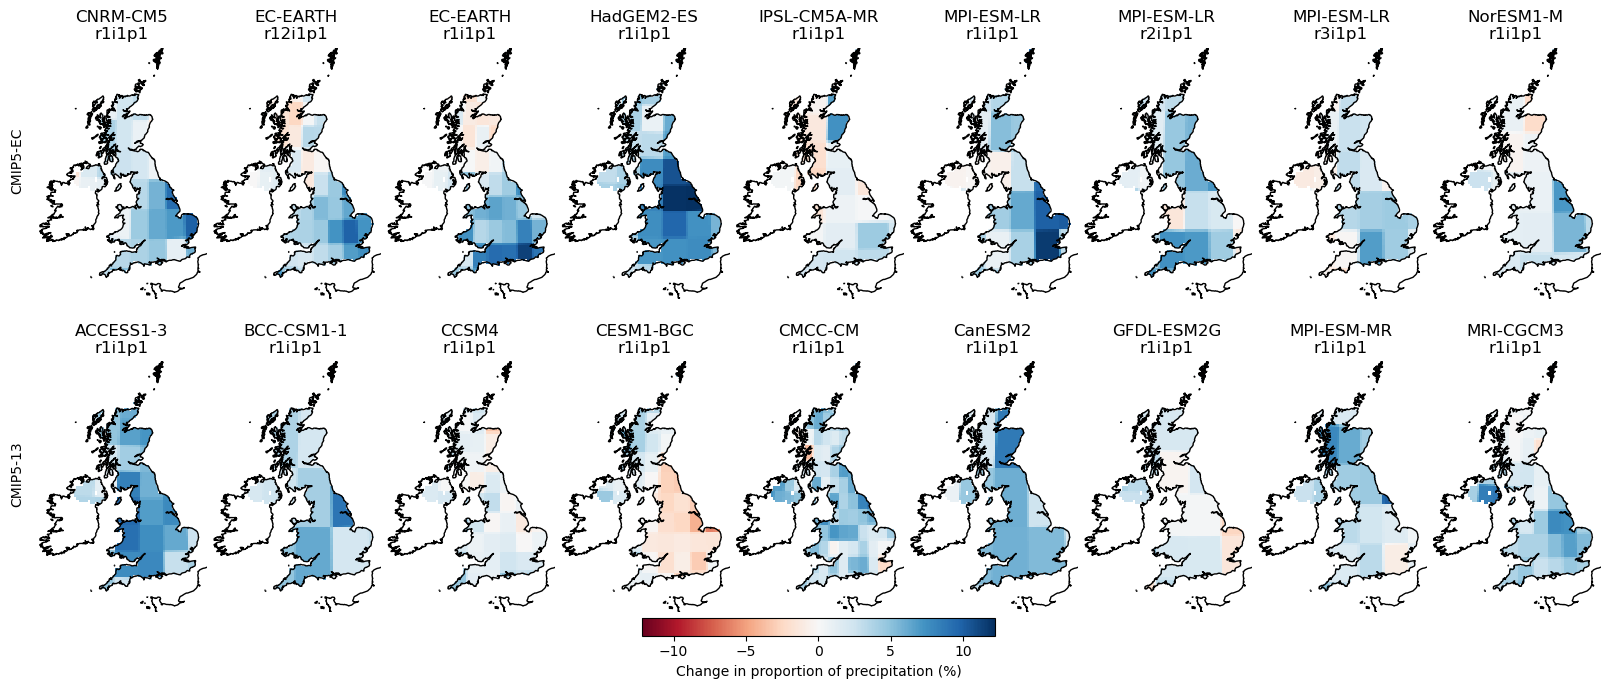 CNRM-CM5 EC-EARTH EC-EARTH HadGEM2-ES IPSL-CM5A-MR MPI-ESM-LR MPI-ESM-LR MPI-ESM-LR NorESM1-M
r1i1p1 r12i1p1 r1i1p1 r1i1p1 r1i1p1 r1i1p1 r2i1p1 r3i1p1 r1i1p1
CMIP5-EC
ACCESS1-3 BCC-CSM1-1 CCSM4 CESM1-BGC CMCC-CM CanESM2 GFDL-ESM2G MPI-ESM-MR MRI-CGCM3
r1i1p1 r1i1p1 r1i1p1 r1i1p1 r1i1p1 r1i1p1 r1i1p1 r1i1p1 r1i1p1
CMIP5-13
−10 −5 0 5 10
Change in proportion of precipitation (%)